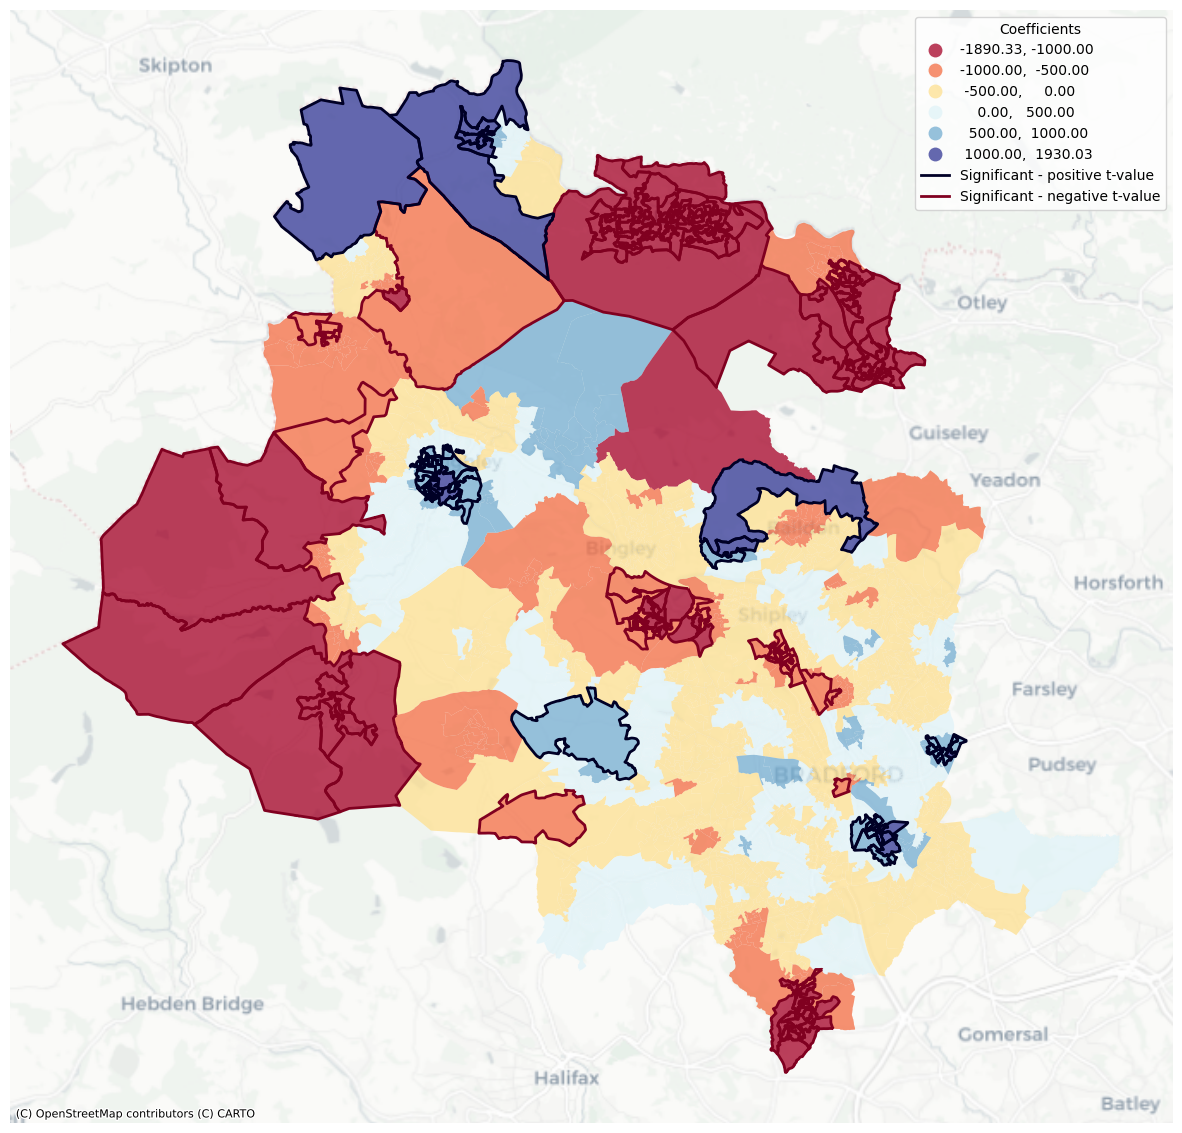 Skipton
Coefficients
-1890.33, -1000.00
-1000.00, -500.00
-500.00, 0.00
0.00, 500.00
500.00, 1000.00
1000.00, 1930.03
Significant - positive t-value
Significant - negative t-value
Otley
Guiseley
Yeadon
Baildon
Bingley
Horsforth
Shipley
Farsley
Pudsey
BRADFORD
Hebden Bridge
Gomersal
Halifax
Batley
(C) OpenStreetMap contributors (C) CARTO